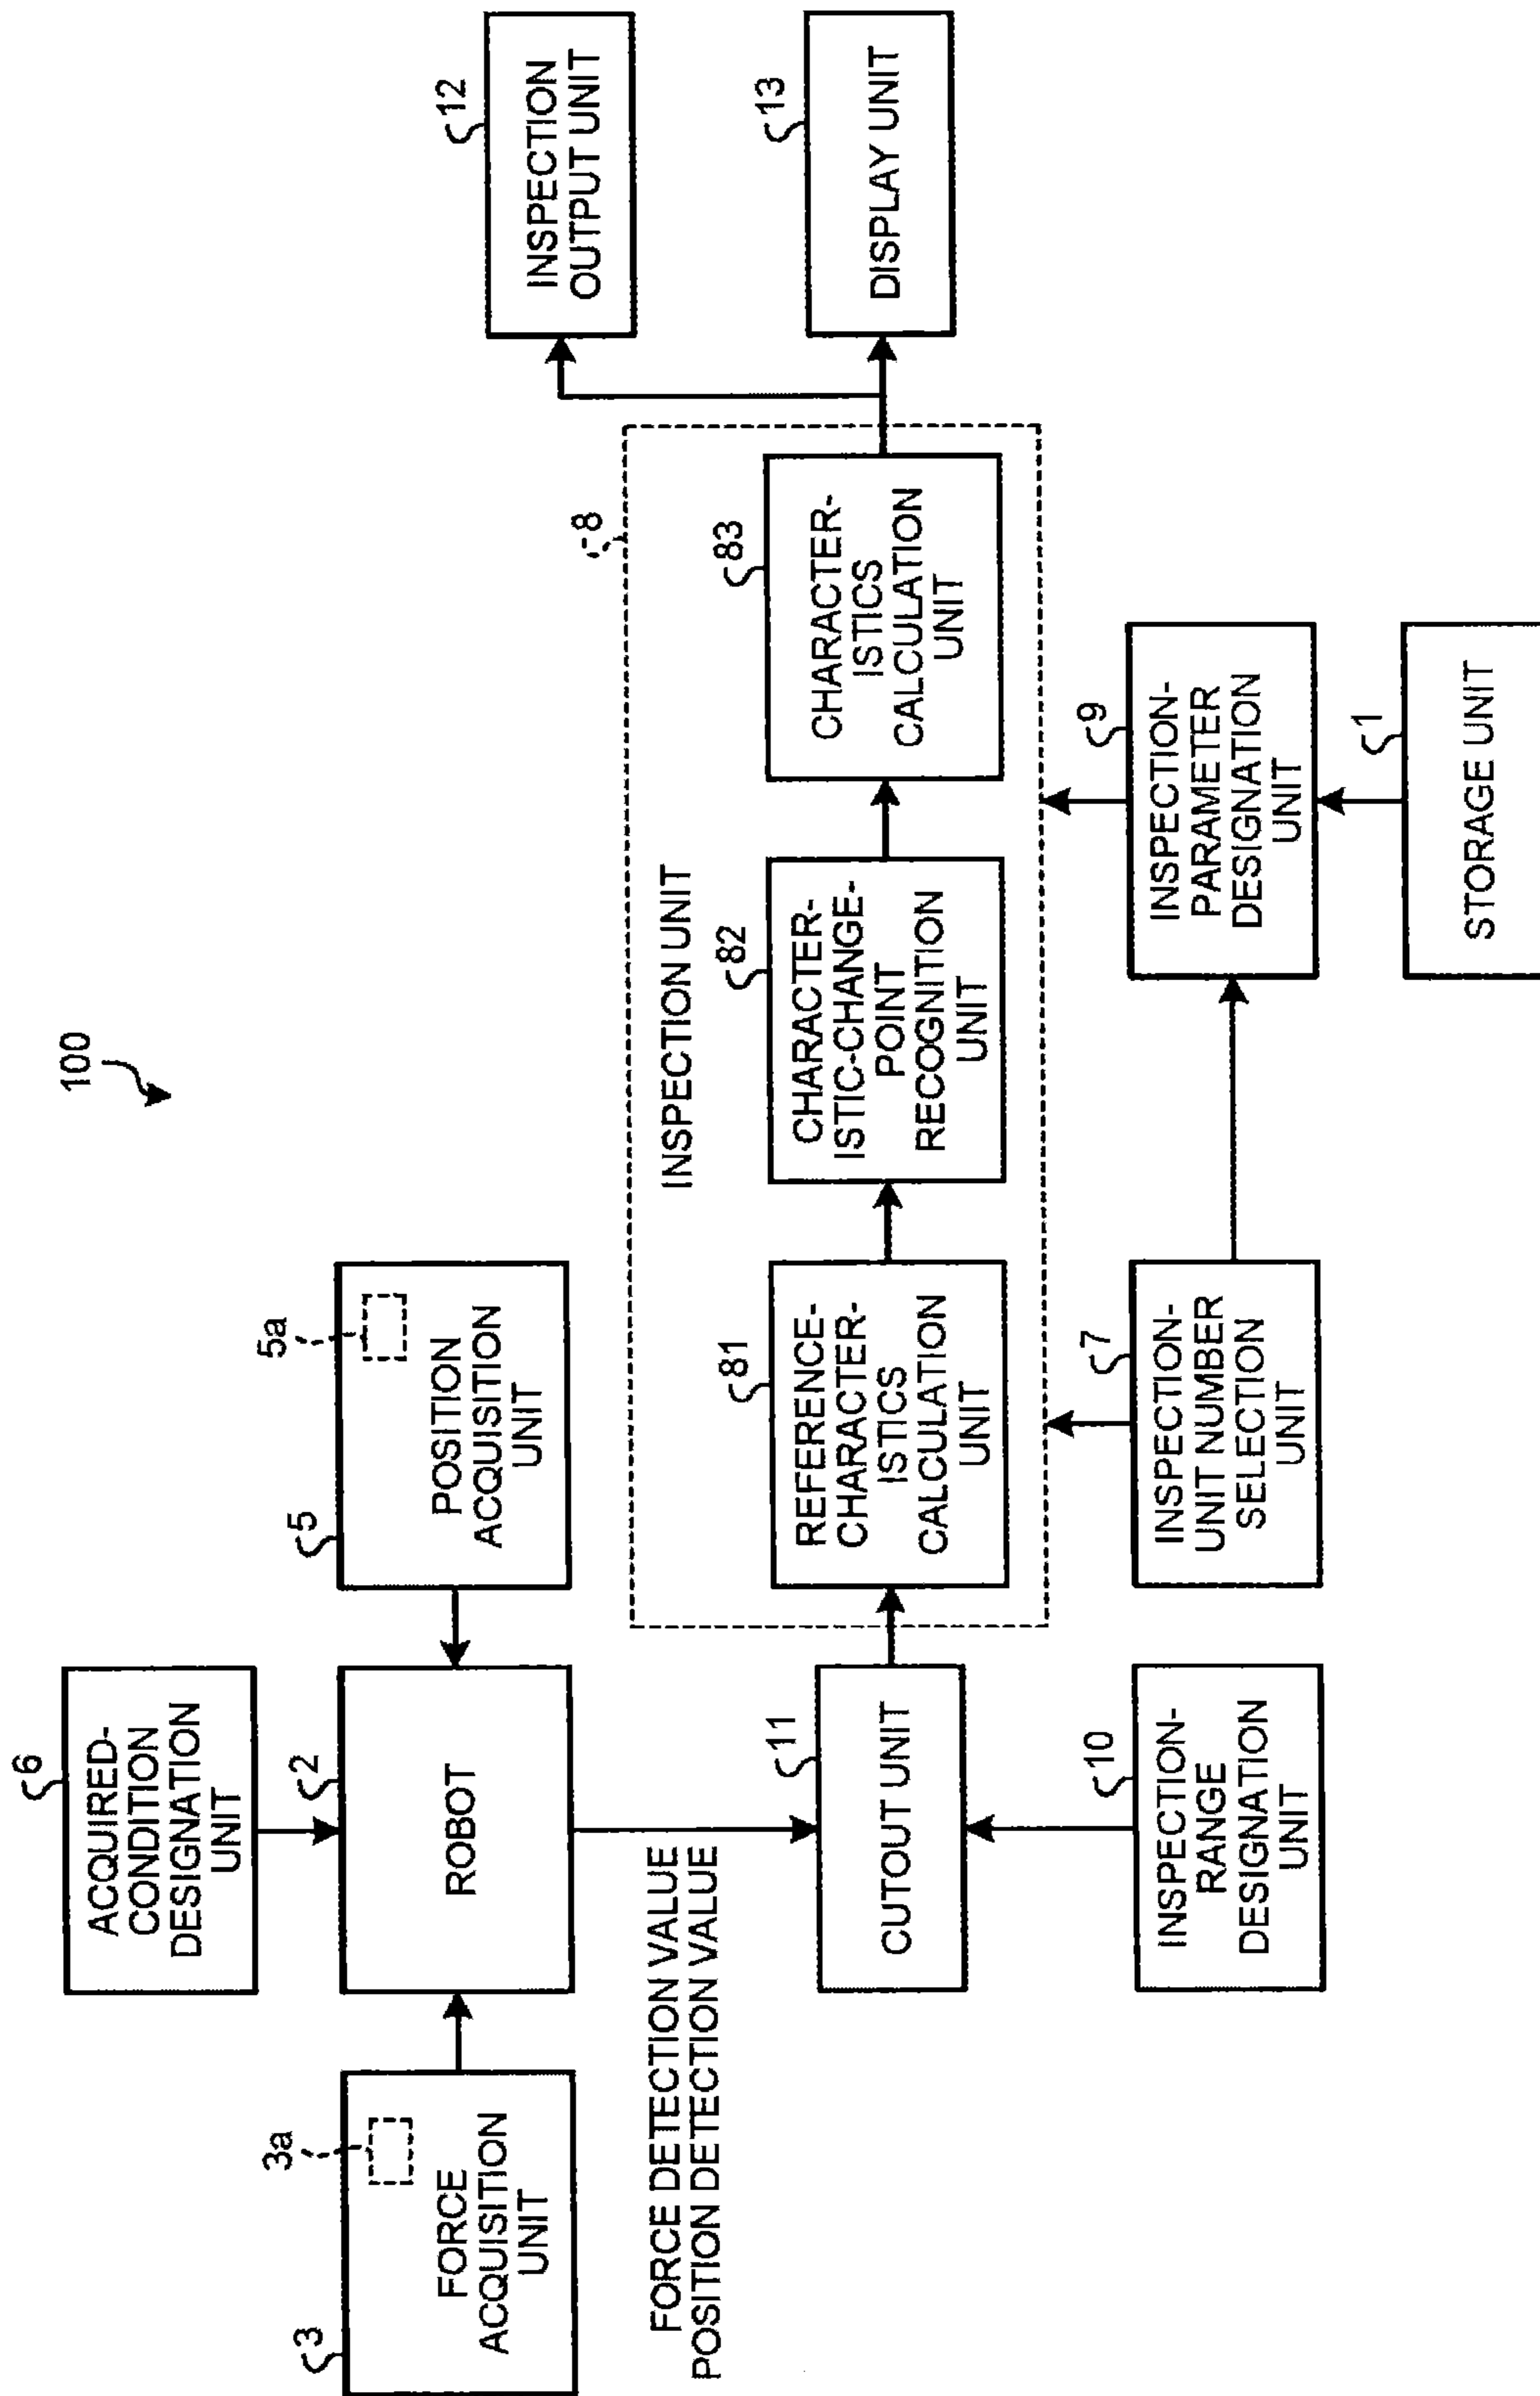 100
6
ACQUIRED-
CONDITION
DESIGNATION
UNIT
3
3a
FORCE
ACQUISITION
UNIT
2
ROBOT
5
5a
POSITION
ACQUISITION
UNIT
FORCE DETECTION VALUE
POSITION DETECTION VALUE
12
INSPECTION
OUTPUT UNIT
8
INSPECTION UNIT
11
CUTOUT UNIT
81
REFERENCE-
CHARACTER-
ISTICS
CALCULATION
UNIT
82
CHARACTER-
ISTIC-CHANGE-
POINT
RECOGNITION
UNIT
83
CHARACTER-
ISTICS
CALCULATION
UNIT
13
DISPLAY UNIT
10
INSPECTION-
RANGE
DESIGNATION
UNIT
7
INSPECTION-
UNIT NUMBER
SELECTION
UNIT
9
INSPECTION-
PARAMETER
DESIGNATION
UNIT
1
STORAGE UNIT